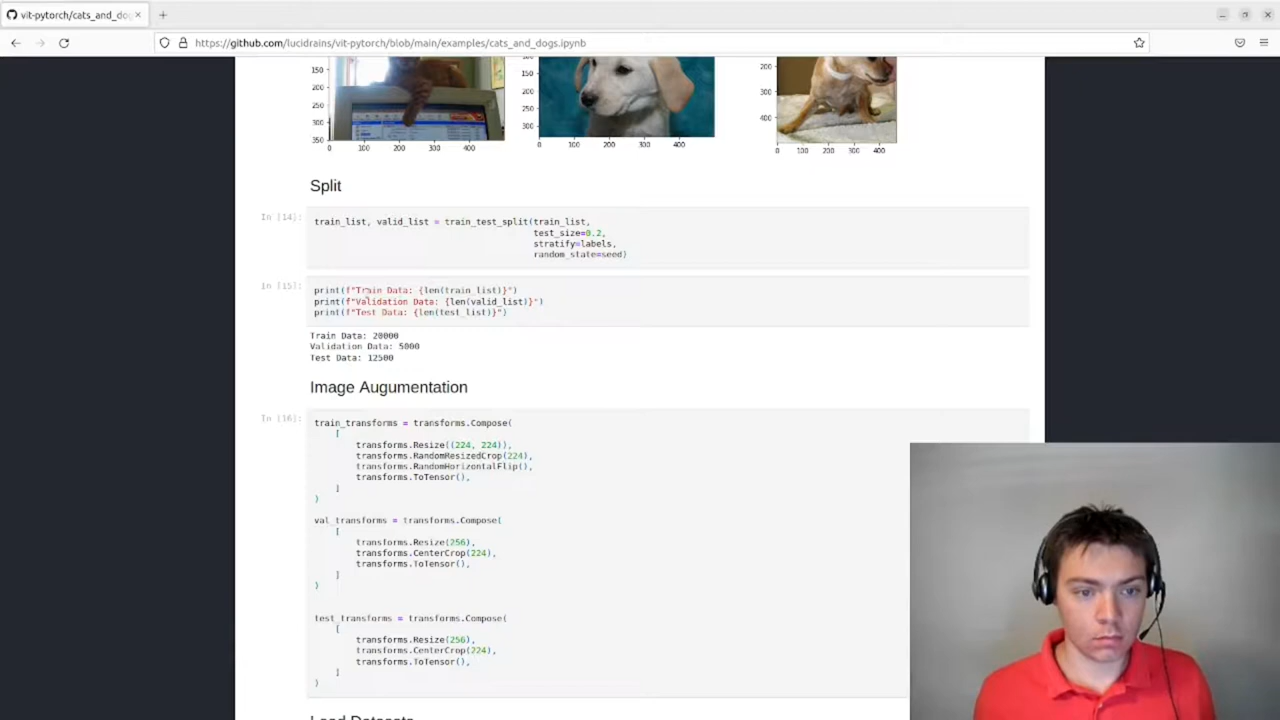 vit-pytorch/cats_and_dog
https://github.com/lucidrains/vit-pytorch/blob/main/examples/cats_and_dogs.ipynb
150
200
250
300
350
0 100 200 300 400
100
150
200
250
300
0 100 200 300 400
200
300
400
0 100 200 300 400
Split
In [14]:
train_list, valid_list = train_test_split(train_list,
test_size=0.2,
stratify=labels,
random_state=seed)
In [15]:
print(f"Train Data: {len(train_list)}")
print(f"Validation Data: {len(valid_list)}")
print(f"Test Data: {len(test_list)}")
Train Data: 20000
Validation Data: 5000
Test Data: 12500
Image Augumentation
In [16]:
train_transforms = transforms.Compose(
[
transforms.Resize((224, 224)),
transforms.RandomResizedCrop(224),
transforms.RandomHorizontalFlip(),
transforms.ToTensor(),
]
)
val_transforms = transforms.Compose(
[
transforms.Resize(256),
transforms.CenterCrop(224),
transforms.ToTensor(),
]
)
test_transforms = transforms.Compose(
[
transforms.Resize(256),
transforms.CenterCrop(224),
transforms.ToTensor(),
]
)
Load Datasets